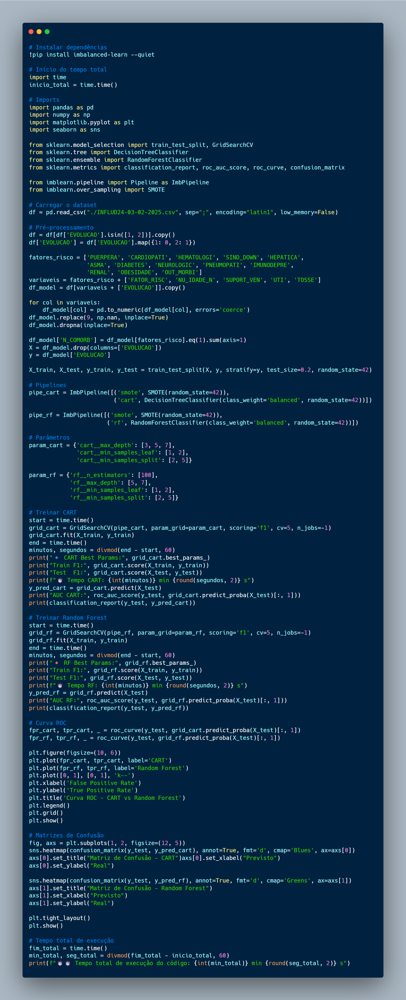 # Instalar dependências
!pip install imbalanced-learn --quiet
# Início do tempo total
import time
inicio_total = time.time()
# Imports
import pandas as pd
import numpy as np
import matplotlib.pyplot as plt
import seaborn as sns
from sklearn.model_selection import train_test_split, GridSearchCV
from sklearn.tree import DecisionTreeClassifier
from sklearn.ensemble import RandomForestClassifier
from sklearn.metrics import classification_report, roc_auc_score, roc_curve, confusion_matrix
from imblearn.pipeline import Pipeline as ImbPipeline
from imblearn.over_sampling import SMOTE
# Carregar o dataset
df = pd.read_csv("./INFLUD24-03-02-2025.csv", sep=";", encoding="latin1", low_memory=False)
# Pré-processamento
df = df[df['EVOLUCAO'].isin([1, 2])].copy()
df['EVOLUCAO'] = df['EVOLUCAO'].map({1: 0, 2: 1})
fatores_risco = ['PUERPERA', 'CARDIOPATI', 'HEMATOLOGI', 'SIND_DOWN', 'HEPATICA',
                 'ASMA', 'DIABETES', 'NEUROLOGIC', 'PNEUMOPATI', 'IMUNODEPRE',
                 'RENAL', 'OBESIDADE', 'OUT_MORBI']
variaveis = fatores_risco + ['FATOR_RISC', 'NU_IDADE_N', 'SUPORT_VEN', 'UTI', 'TOSSE']
df_model = df[variaveis + ['EVOLUCAO']].copy()
for col in variaveis:
    df_model[col] = pd.to_numeric(df_model[col], errors='coerce')
df_model.replace(9, np.nan, inplace=True)
df_model.dropna(inplace=True)
df_model['N_COMORB'] = df_model[fatores_risco].eq(1).sum(axis=1)
X = df_model.drop(columns=['EVOLUCAO'])
y = df_model['EVOLUCAO']
X_train, X_test, y_train, y_test = train_test_split(X, y, stratify=y, test_size=0.2, random_state=42)
# Pipelines
pipe_cart = ImbPipeline([('smote', SMOTE(random_state=42)),
                         ('cart', DecisionTreeClassifier(class_weight='balanced', random_state=42))])
pipe_rf = ImbPipeline([('smote', SMOTE(random_state=42)),
                       ('rf', RandomForestClassifier(class_weight='balanced', random_state=42))])
# Parâmetros
param_cart = {'cart__max_depth': [3, 5, 7],
              'cart__min_samples_leaf': [1, 2],
              'cart__min_samples_split': [2, 5]}
param_rf = {'rf__n_estimators': [100],
            'rf__max_depth': [5, 7],
            'rf__min_samples_leaf': [1, 2],
            'rf__min_samples_split': [2, 5]}
# Treinar CART
start = time.time()
grid_cart = GridSearchCV(pipe_cart, param_grid=param_cart, scoring='f1', cv=5, n_jobs=-1)
grid_cart.fit(X_train, y_train)
end = time.time()
minutos, segundos = divmod(end - start, 60)
print("🔹 CART Best Params:", grid_cart.best_params_)
print("Train F1:", grid_cart.score(X_train, y_train))
print("Test  F1:", grid_cart.score(X_test, y_test))
print(f"⏱ Tempo CART: {int(minutos)} min {round(segundos, 2)} s")
y_pred_cart = grid_cart.predict(X_test)
print("AUC CART:", roc_auc_score(y_test, grid_cart.predict_proba(X_test)[:, 1]))
print(classification_report(y_test, y_pred_cart))
# Treinar Random Forest
start = time.time()
grid_rf = GridSearchCV(pipe_rf, param_grid=param_rf, scoring='f1', cv=5, n_jobs=-1)
grid_rf.fit(X_train, y_train)
end = time.time()
minutos, segundos = divmod(end - start, 60)
print("🔸 RF Best Params:", grid_rf.best_params_)
print("Train F1:", grid_rf.score(X_train, y_train))
print("Test F1:", grid_rf.score(X_test, y_test))
print(f"⏱ Tempo RF: {int(minutos)} min {round(segundos, 2)} s")
y_pred_rf = grid_rf.predict(X_test)
print("AUC RF:", roc_auc_score(y_test, grid_rf.predict_proba(X_test)[:, 1]))
print(classification_report(y_test, y_pred_rf))
# Curva ROC
fpr_cart, tpr_cart, _ = roc_curve(y_test, grid_cart.predict_proba(X_test)[:, 1])
fpr_rf, tpr_rf, _ = roc_curve(y_test, grid_rf.predict_proba(X_test)[:, 1])
plt.figure(figsize=(10, 6))
plt.plot(fpr_cart, tpr_cart, label='CART')
plt.plot(fpr_rf, tpr_rf, label='Random Forest')
plt.plot([0, 1], [0, 1], 'k--')
plt.xlabel('False Positive Rate')
plt.ylabel('True Positive Rate')
plt.title('Curva ROC - CART vs Random Forest')
plt.legend()
plt.grid()
plt.show()
# Matrizes de Confusão
fig, axs = plt.subplots(1, 2, figsize=(12, 5))
sns.heatmap(confusion_matrix(y_test, y_pred_cart), annot=True, fmt='d', cmap='Blues', ax=axs[0])
axs[0].set_title("Matriz de Confusão - CART")axs[0].set_xlabel("Previsto")
axs[0].set_ylabel("Real")
sns.heatmap(confusion_matrix(y_test, y_pred_rf), annot=True, fmt='d', cmap='Greens', ax=axs[1])
axs[1].set_title("Matriz de Confusão - Random Forest")
axs[1].set_xlabel("Previsto")
axs[1].set_ylabel("Real")
plt.tight_layout()
plt.show()
# Tempo total de execução
fim_total = time.time()
min_total, seg_total = divmod(fim_total - inicio_total, 60)
print(f"⏱⏱ Tempo total de execução do código: {int(min_total)} min {round(seg_total, 2)} s")